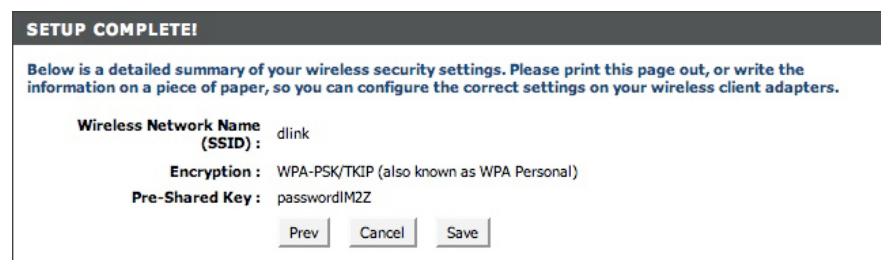 SETUP COMPLETE!
Below is a detailed summary of your wireless security settings. Please print this page out, or write the
information on a piece of paper, so you can configure the correct settings on your wireless client adapters.
Wireless Network Name
(SSID) : dlink
Encryption : WPA-PSK/TKIP (also known as WPA Personal)
Pre-Shared Key : passwordlM2Z
Prev Cancel Save